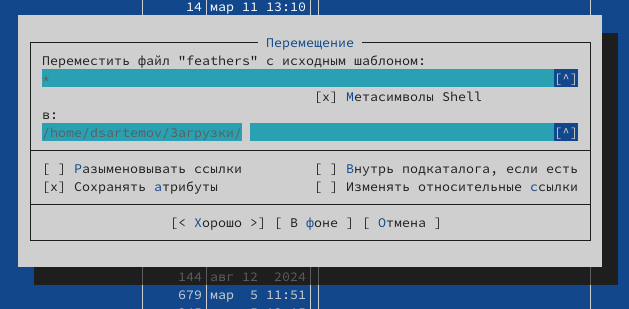 14 мар 11 13:10
Перемещение
Переместить файл "feathers" с исходным шаблоном:
* [^]
[x] Метасимволы Shell
в:
/home/dsartemov/Загрузки/ [^]
[ ] Разыменовывать ссылки [ ] Внутрь подкаталога, если есть
[x] Сохранять атрибуты [ ] Изменять относительные ссылки
[< Хорошо >] [ В фоне ] [ Отмена ]
144 авг 12 2024
679 мар 5 11:51